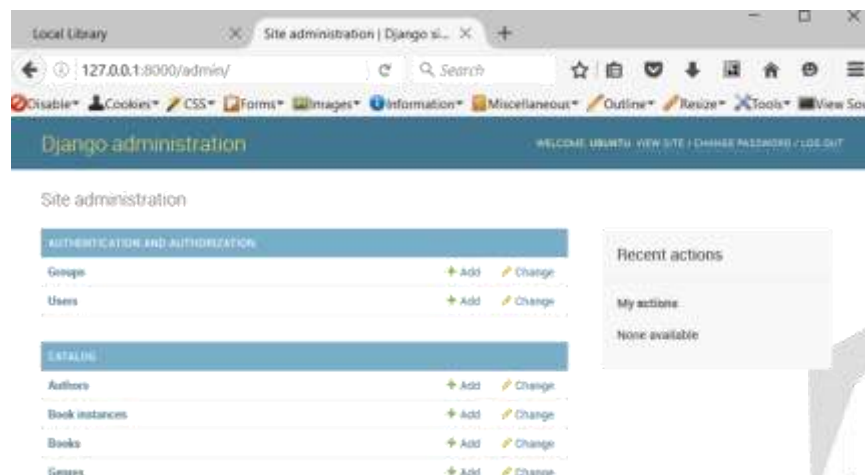 Local Library
Site administration | Django si...
127.0.0.1:8000/admin/
Search
Disable Cookies CSS Forms Images Information Miscellaneous Outline Resize Tools View Sou
Django administration
WELCOME, UBUNTU. VIEW SITE / CHANGE PASSWORD / LOG OUT
Site administration
AUTHENTICATION AND AUTHORIZATION
Groups + Add Change
Users + Add Change
Recent actions
My actions
None available
CATALOG
Authors + Add Change
Book instances + Add Change
Books + Add Change
Genres + Add Change